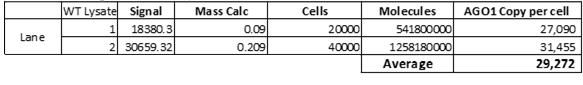 WT Lysate Signal Mass Calc Cells Molecules AGO1 Copy per cell
Lane
1 18380.3 0.09 20000 541800000 27,090
2 30659.32 0.209 40000 1258180000 31,455
Average 29,272